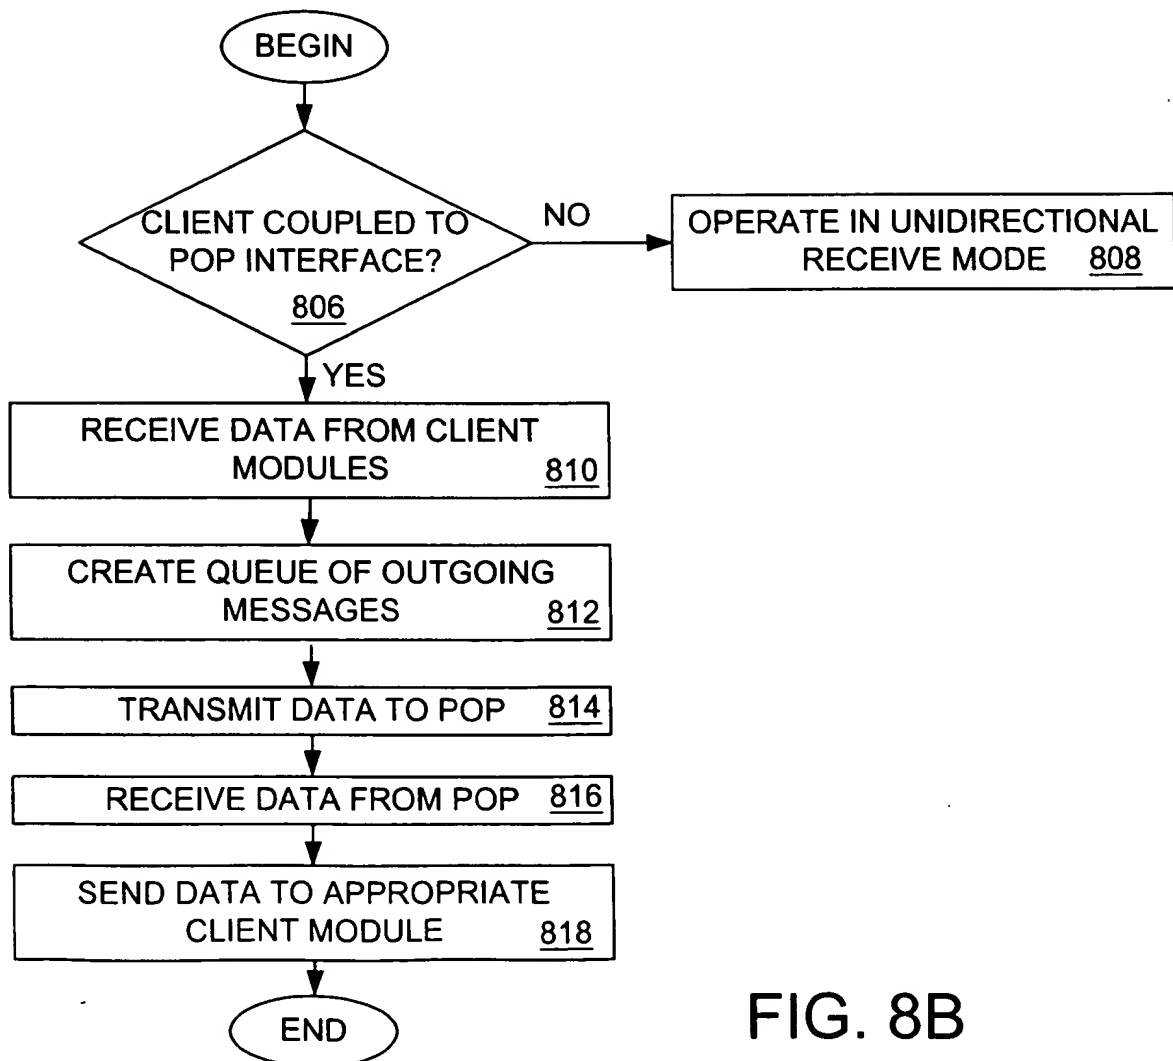 BEGIN
CLIENT COUPLED TO
POP INTERFACE?
806
NO
OPERATE IN UNIDIRECTIONAL
RECEIVE MODE 808
YES
RECEIVE DATA FROM CLIENT
MODULES 810
CREATE QUEUE OF OUTGOING
MESSAGES 812
TRANSMIT DATA TO POP 814
RECEIVE DATA FROM POP 816
SEND DATA TO APPROPRIATE
CLIENT MODULE 818
END
FIG. 8B